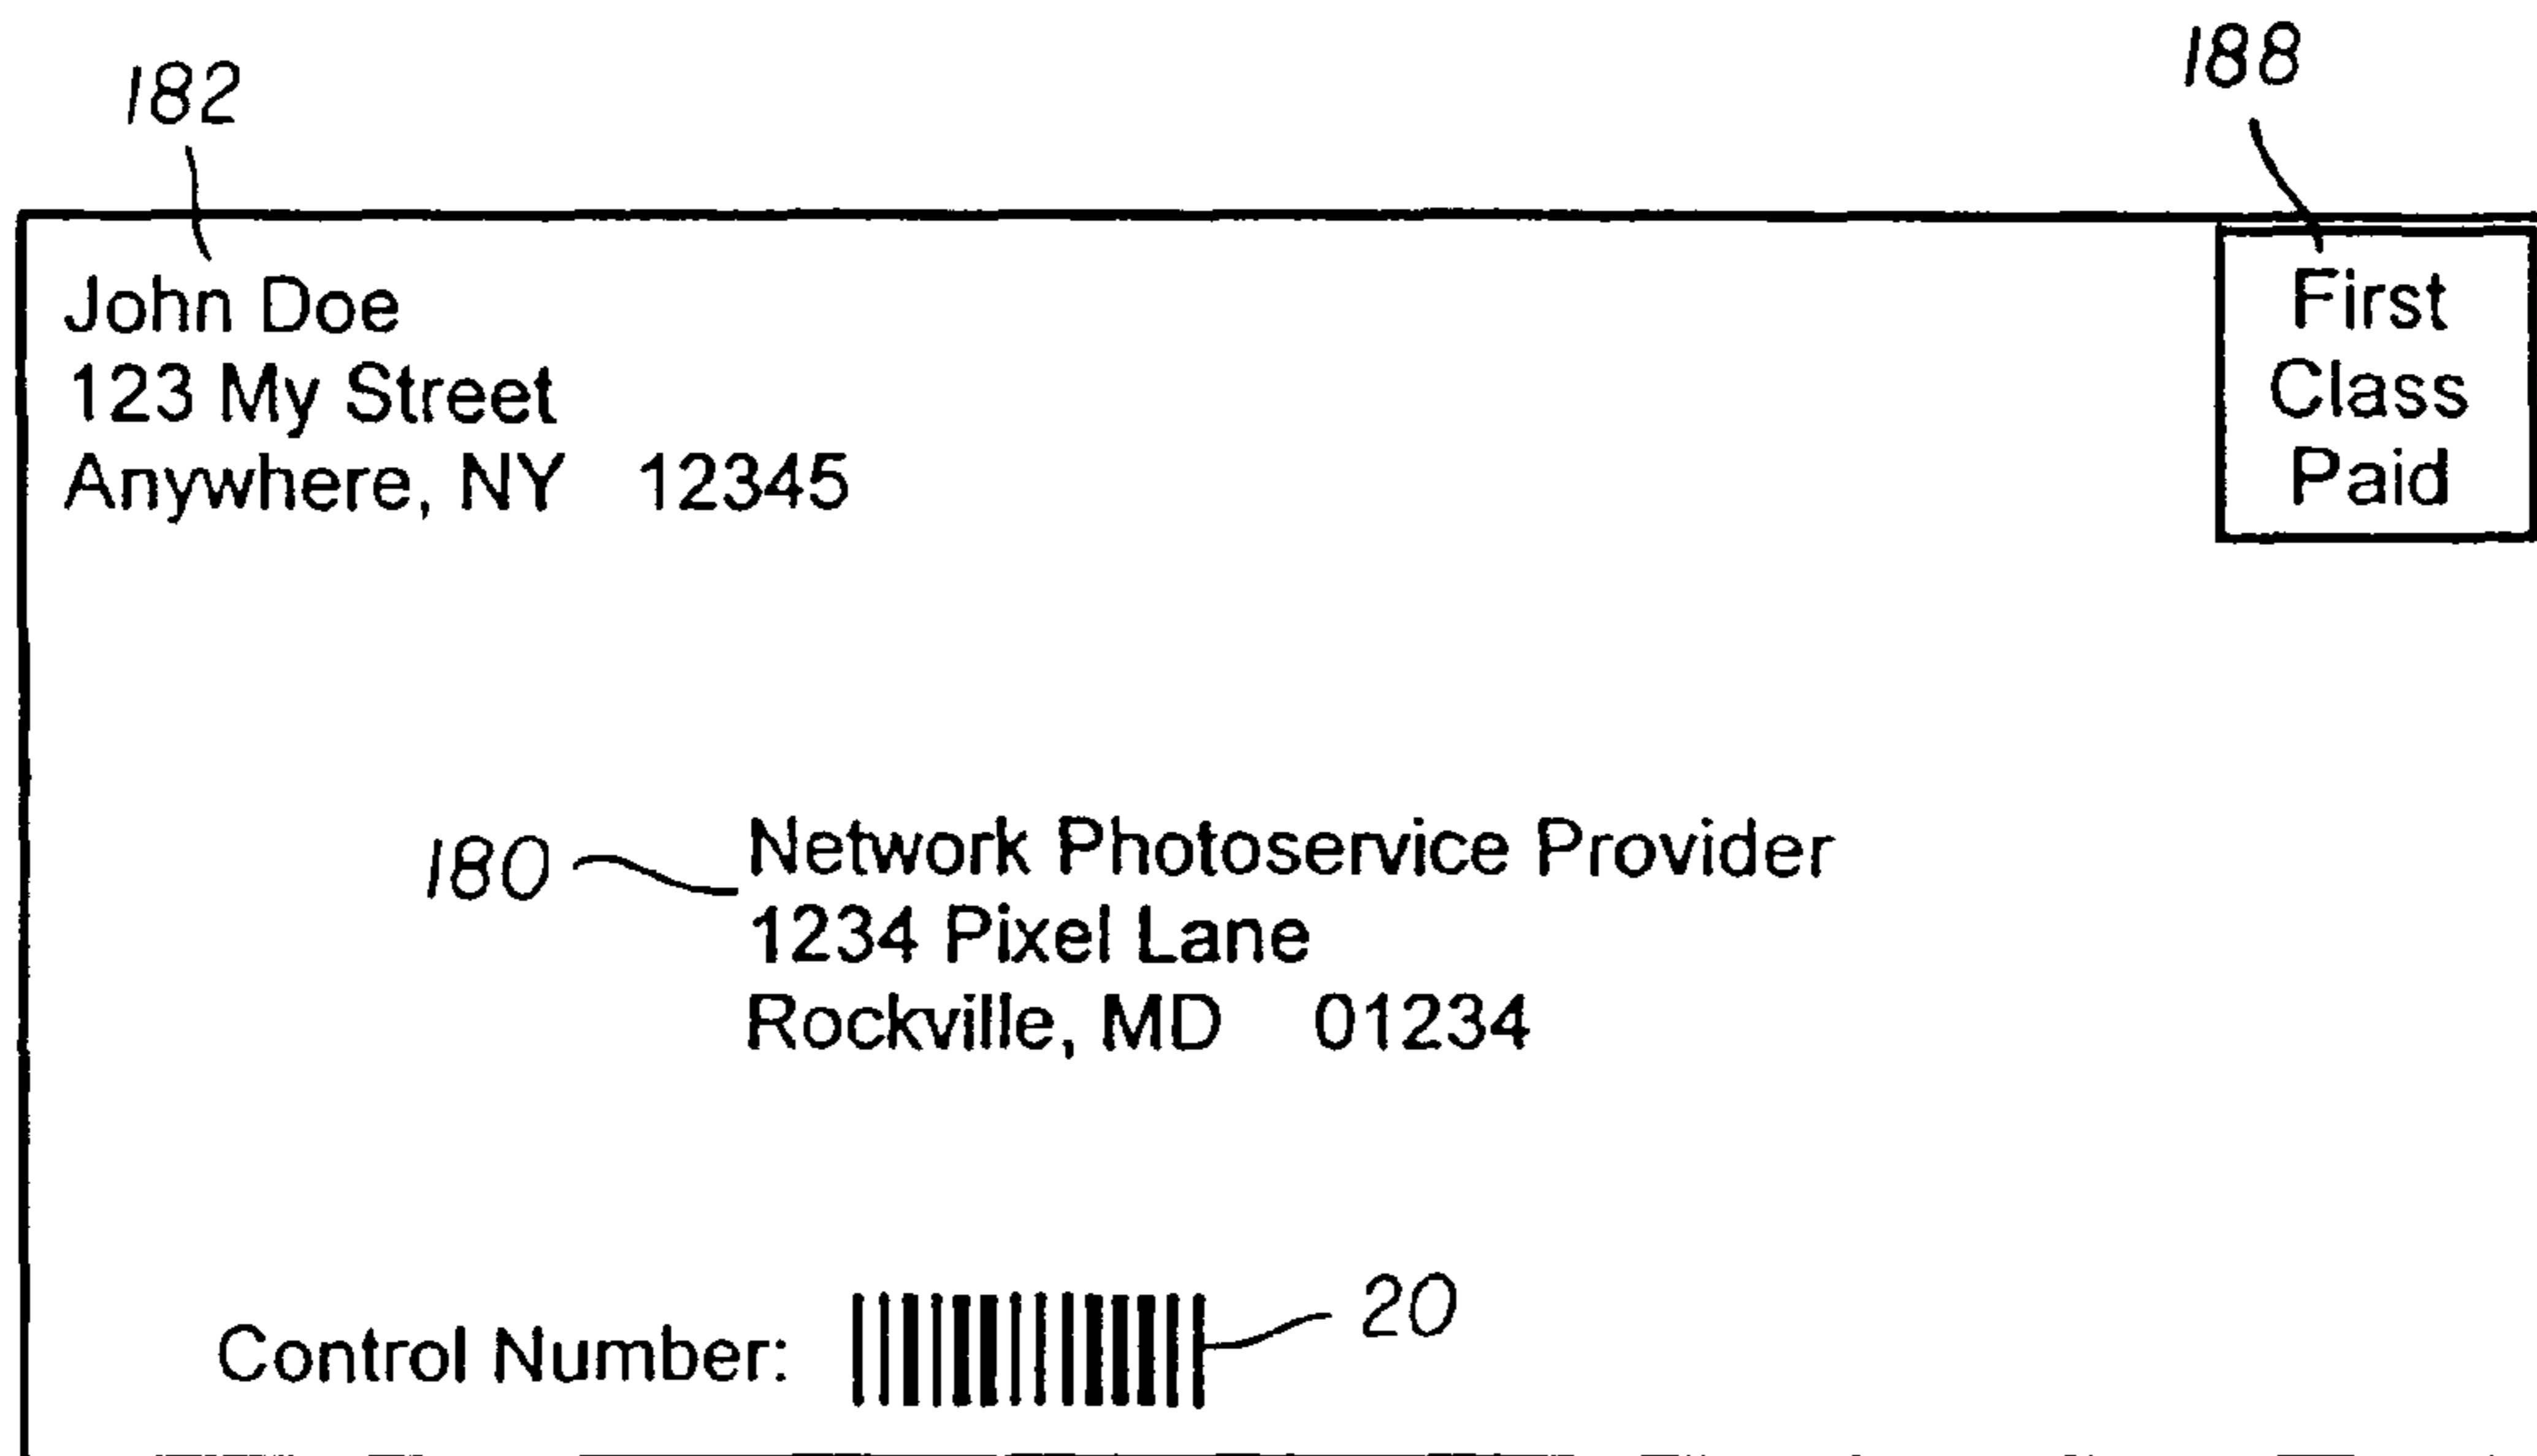 182
188
John Doe
123 My Street
Anywhere, NY 12345
First
Class
Paid
180
Network Photoservice Provider
1234 Pixel Lane
Rockville, MD 01234
Control Number:
20